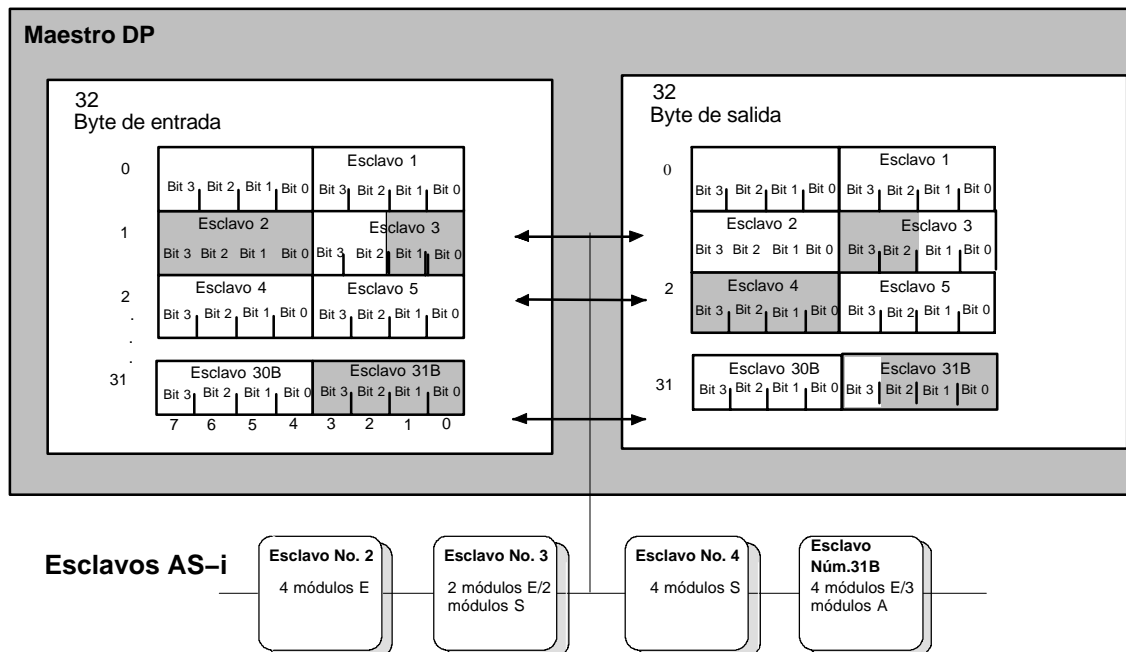 Maestro DP
32
Byte de entrada
0
Esclavo 1
Bit 3 Bit 2 Bit 1 Bit 0 Bit 3 Bit 2 Bit 1 Bit 0
1
Esclavo 2 Esclavo 3
Bit 3 Bit 2 Bit 1 Bit 0 Bit 3 Bit 2 Bit 1 Bit 0
2
Esclavo 4 Esclavo 5
Bit 3 Bit 2 Bit 1 Bit 0 Bit 3 Bit 2 Bit 1 Bit 0
.
.
.
31
Esclavo 30B Esclavo 31B
Bit 3 Bit 2 Bit 1 Bit 0 Bit 3 Bit 2 Bit 1 Bit 0
7 6 5 4 3 2 1 0
32
Byte de salida
0
Esclavo 1
Bit 3 Bit 2 Bit 1 Bit 0 Bit 3 Bit 2 Bit 1 Bit 0
Esclavo 2 Esclavo 3
Bit 3 Bit 2 Bit 1 Bit 0 Bit 3 Bit 2 Bit 1 Bit 0
2
Esclavo 4 Esclavo 5
Bit 3 Bit 2 Bit 1 Bit 0 Bit 3 Bit 2 Bit 1 Bit 0
31
Esclavo 30B Esclavo 31B
Bit 3 Bit 2 Bit 1 Bit 0 Bit 3 Bit 2 Bit 1 Bit 0
Esclavos AS–i
Esclavo No. 2
4 módulos E
Esclavo No. 3
2 módulos E/2
módulos S
Esclavo No. 4
4 módulos S
Esclavo
Núm.31B
4 módulos E/3
módulos A